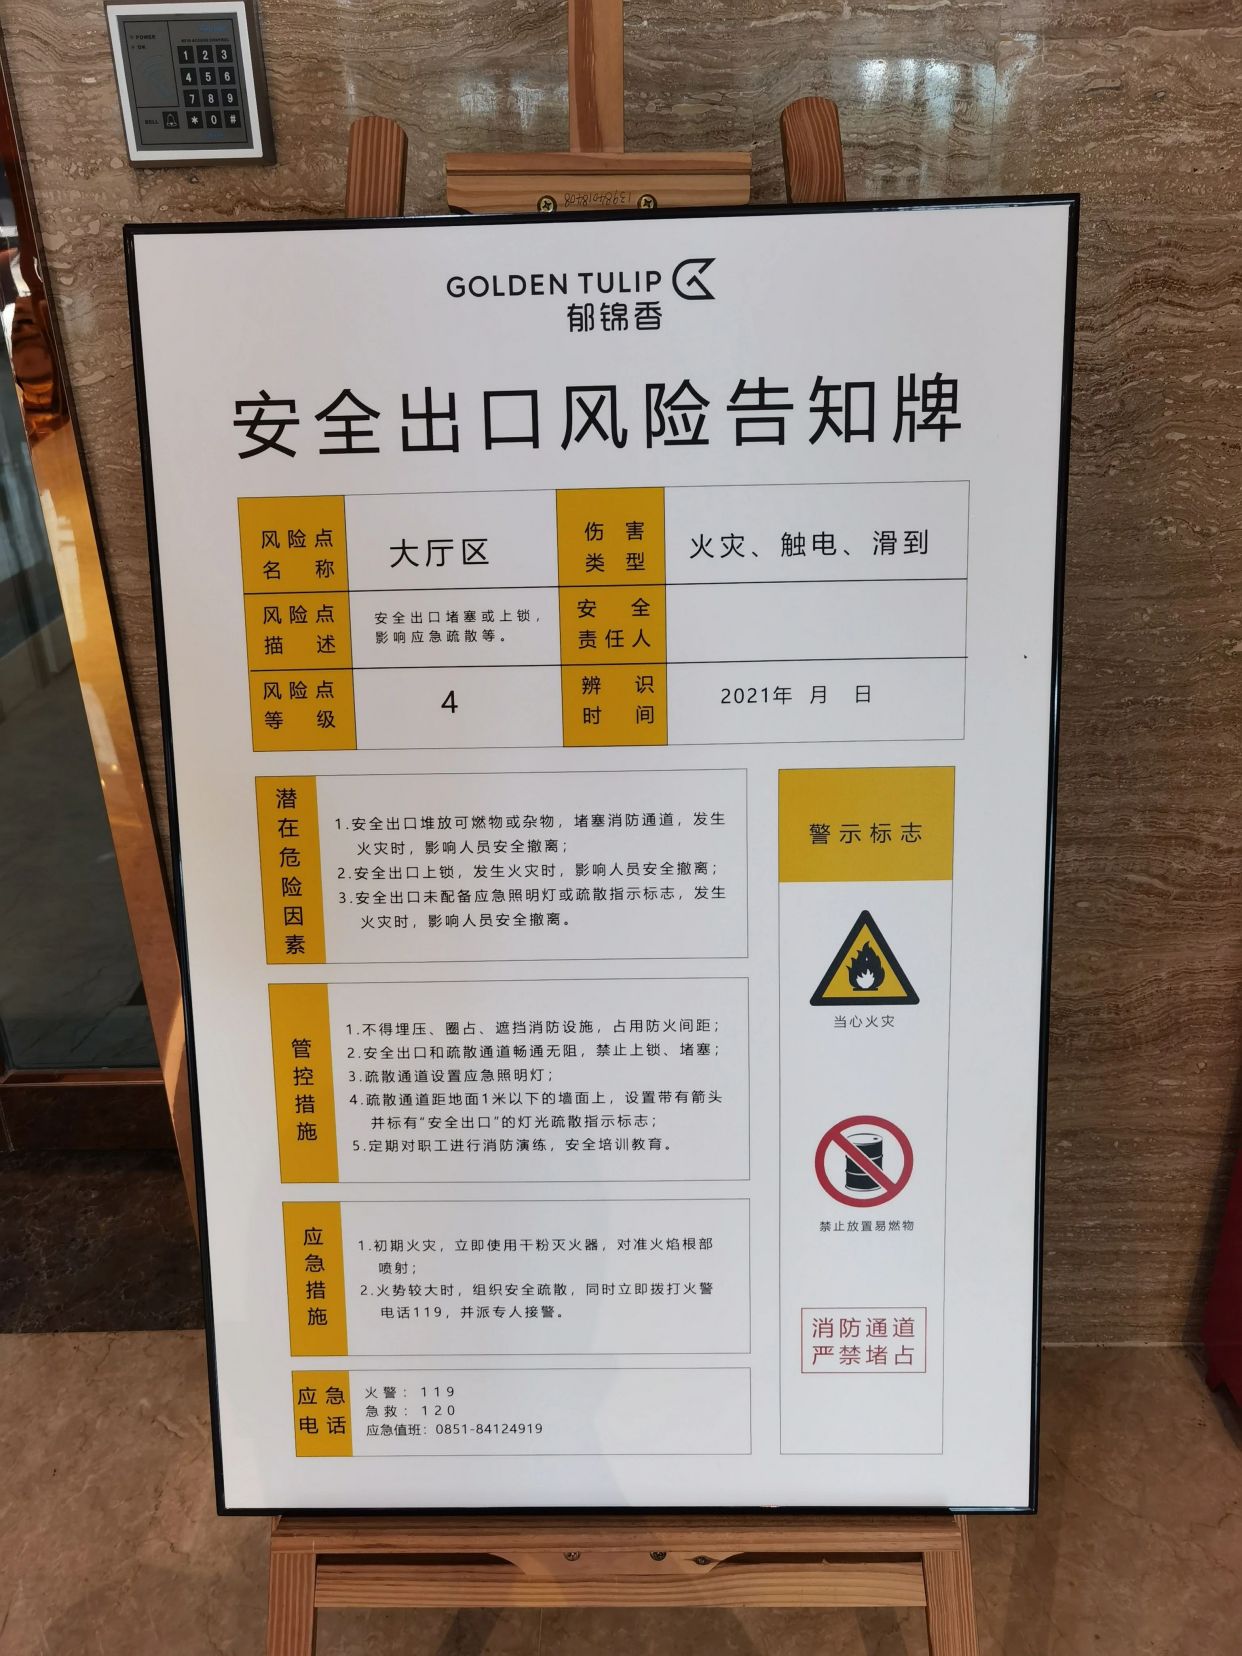 POWER
OK
KEYS ACCESS CONTROL
1 2 3
4 5 6
7 8 9
BELL * 0 #
13984018408
GOLDEN TULIP
郁锦香
安全出口风险告知牌
风险点名称 大厅区 伤害类型 火灾、触电、滑到
风险点描述 安全出口堵塞或上锁，
影响应急疏散等。
安全责任人
风险点等级 4 辨识时间 2021年 月 日
潜在危险因素
1.安全出口堆放可燃物或杂物，堵塞消防通道，发生
火灾时，影响人员安全撤离；
2.安全出口上锁，发生火灾时，影响人员安全撤离；
3.安全出口未配备应急照明灯或疏散指示标志，发生
火灾时，影响人员安全撤离。
管控措施
1.不得埋压、圈占、遮挡消防设施，占用防火间距；
2.安全出口和疏散通道畅通无阻，禁止上锁、堵塞；
3.疏散通道设置应急照明灯；
4.疏散通道距地面1米以下的墙面上，设置带有箭头
并标有“安全出口”的灯光疏散指示标志；
5.定期对职工进行消防演练，安全培训教育。
应急措施
1.初期火灾，立即使用干粉灭火器，对准火焰根部
喷射；
2.火势较大时，组织安全疏散，同时立即拨打火警
电话119，并派专人接警。
应急电话
火警：119
急救：120
应急值班：0851-84124919
警示标志
当心火灾
禁止放置易燃物
消防通道
严禁堵占